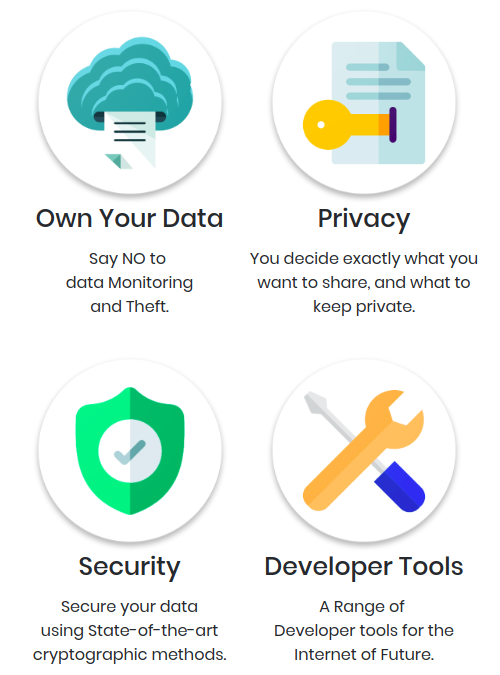 Own Your Data
Say NO to
data Monitoring
and Theft.
Privacy
You decide exactly what you
want to share, and what to
keep private.
Security
Secure your data
using State-of-the-art
cryptographic methods.
Developer Tools
A Range of
Developer tools for the
Internet of Future.